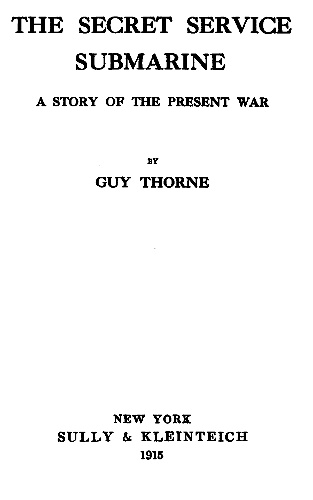 THE SECRET SERVICE
SUBMARINE
A STORY OF THE PRESENT WAR
BY
GUY THORNE
NEW YORK
SULLY & KLEINTEICH
1915